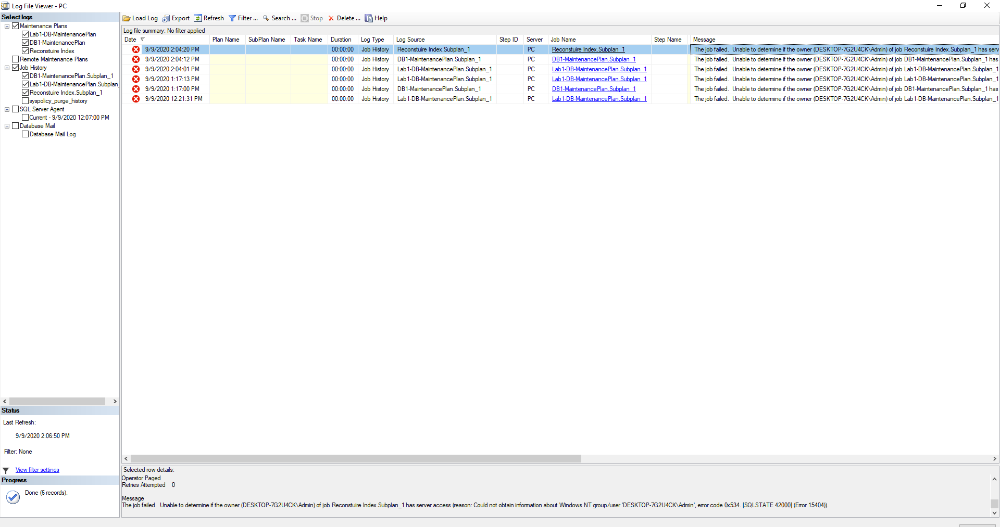 Log File Viewer - PC
Select logs
Maintenance Plans
Lab1-DB-MaintenancePlan
DB1-MaintenancePlan
Reconstuire Index
Remote Maintenance Plans
Job History
DB1-MaintenancePlan.Subplan_1
Lab1-DB-MaintenancePlan.Subplan_
Reconstuire Index.Subplan_1
syspolicy_purge_history
SQL Server Agent
Current - 9/9/2020 12:07:00 PM
Database Mail
Database Mail Log
Status
Last Refresh:
9/9/2020 2:06:50 PM
Filter: None
View filter settings
Progress
Done (6 records).
Load Log Export Refresh Filter ... Search ... Stop Delete ... Help
Log file summary: No filter applied
Date Plan Name SubPlan Name Task Name Duration Log Type Log Source Step ID Server Job Name Step Name Message
9/9/2020 2:04:20 PM 00:00:00 Job History Reconstuire Index.Subplan_1 PC Reconstuire Index.Subplan_1 The job failed.  Unable to determine if the owner (DESKTOP-7G2U4CK\Admin) of job Reconstuire Index.Subplan_1 has serv
9/9/2020 2:04:12 PM 00:00:00 Job History DB1-MaintenancePlan.Subplan_1 PC DB1-MaintenancePlan.Subplan_1 The job failed.  Unable to determine if the owner (DESKTOP-7G2U4CK\Admin) of job DB1-MaintenancePlan.Subplan_1 has
9/9/2020 2:04:01 PM 00:00:00 Job History Lab1-DB-MaintenancePlan.Subplan_1 PC Lab1-DB-MaintenancePlan.Subplan_1 The job failed.  Unable to determine if the owner (DESKTOP-7G2U4CK\Admin) of job Lab1-DB-MaintenancePlan.Subplan_1
9/9/2020 1:17:13 PM 00:00:00 Job History Lab1-DB-MaintenancePlan.Subplan_1 PC Lab1-DB-MaintenancePlan.Subplan_1 The job failed.  Unable to determine if the owner (DESKTOP-7G2U4CK\Admin) of job Lab1-DB-MaintenancePlan.Subplan_1
9/9/2020 1:17:00 PM 00:00:00 Job History DB1-MaintenancePlan.Subplan_1 PC DB1-MaintenancePlan.Subplan_1 The job failed.  Unable to determine if the owner (DESKTOP-7G2U4CK\Admin) of job DB1-MaintenancePlan.Subplan_1 has
9/9/2020 12:21:31 PM 00:00:00 Job History Lab1-DB-MaintenancePlan.Subplan_1 PC Lab1-DB-MaintenancePlan.Subplan_1 The job failed.  Unable to determine if the owner (DESKTOP-7G2U4CK\Admin) of job Lab1-DB-MaintenancePlan.Subplan_1
Selected row details:
Operator Paged
Retries Attempted 0
Message
The job failed.  Unable to determine if the owner (DESKTOP-7G2U4CK\Admin) of job Reconstuire Index.Subplan_1 has server access (reason: Could not obtain information about Windows NT group/user 'DESKTOP-7G2U4CK\Admin', error code 0x534. [SQLSTATE 42000] (Error 15404)).